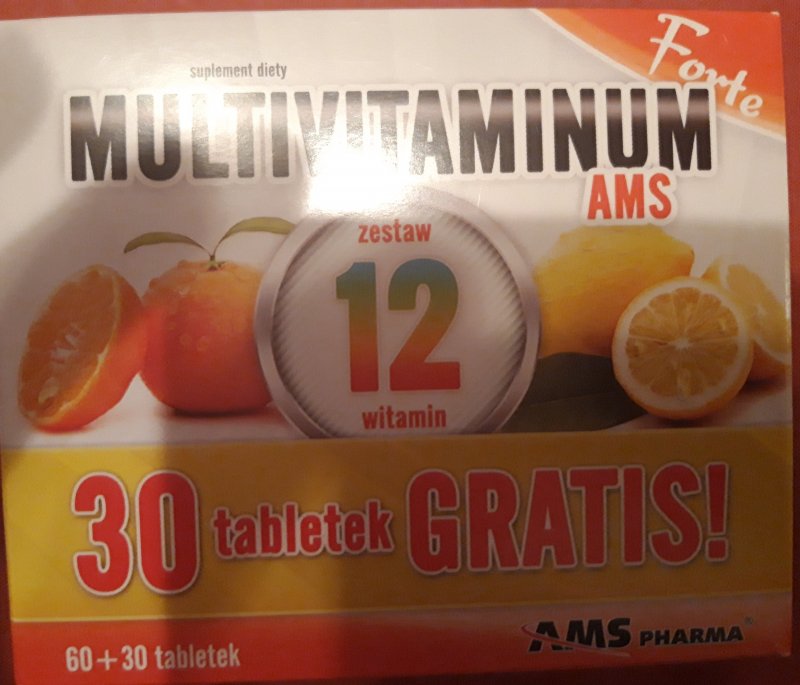 Forte
suplement diety
MULTIVITAMINUM
AMS
zestaw
12
witamin
30 tabletek GRATIS!
AMS PHARMA®
60+30 tabletek